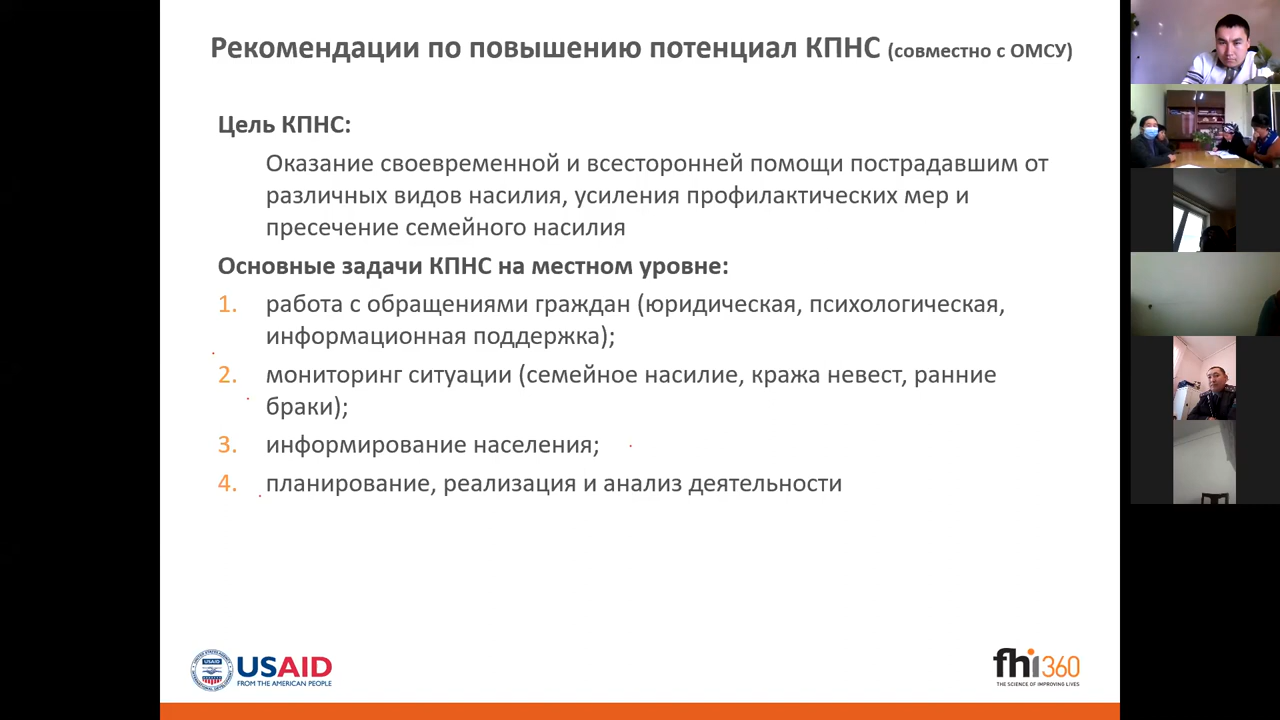 Рекомендации по повышению потенциал КПНС (совместно с ОМСУ)
Цель КПНС:
Оказание своевременной и всесторонней помощи пострадавшим от
различных видов насилия, усиления профилактических мер и
пресечение семейного насилия
Основные задачи КПНС на местном уровне:
1. работа с обращениями граждан (юридическая, психологическая,
информационная поддержка);
2. мониторинг ситуации (семейное насилие, кража невест, ранние
браки);
3. информирование населения;
4. планирование, реализация и анализ деятельности
USAID
FROM THE AMERICAN PEOPLE
fhi 360
THE SCIENCE OF IMPROVING LIVES